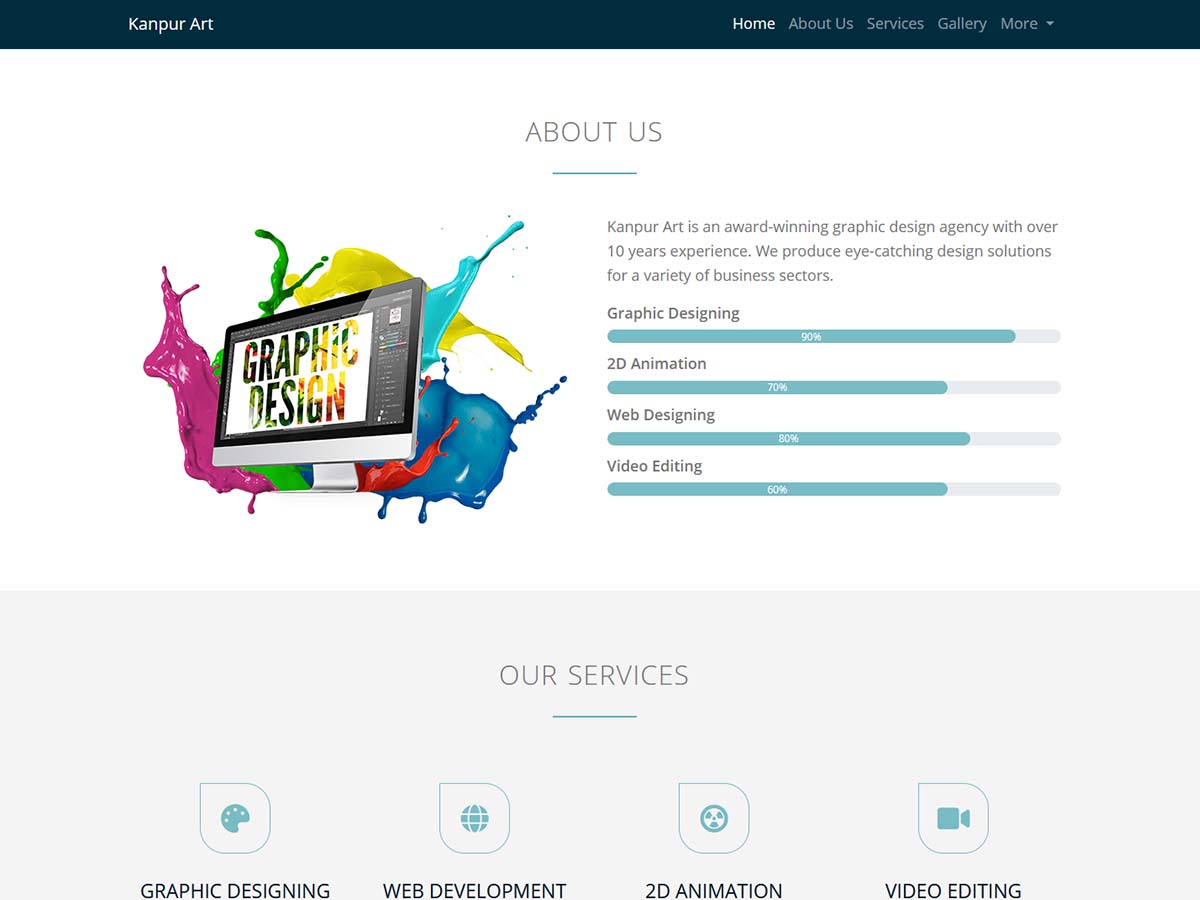 Kanpur Art
Home About Us Services Gallery More
ABOUT US
GRAPHIC
DESIGN
Kanpur Art is an award-winning graphic design agency with over
10 years experience. We produce eye-catching design solutions
for a variety of business sectors.
Graphic Designing
90%
2D Animation
70%
Web Designing
80%
Video Editing
60%
OUR SERVICES
GRAPHIC DESIGNING
WEB DEVELOPMENT
2D ANIMATION
VIDEO EDITING